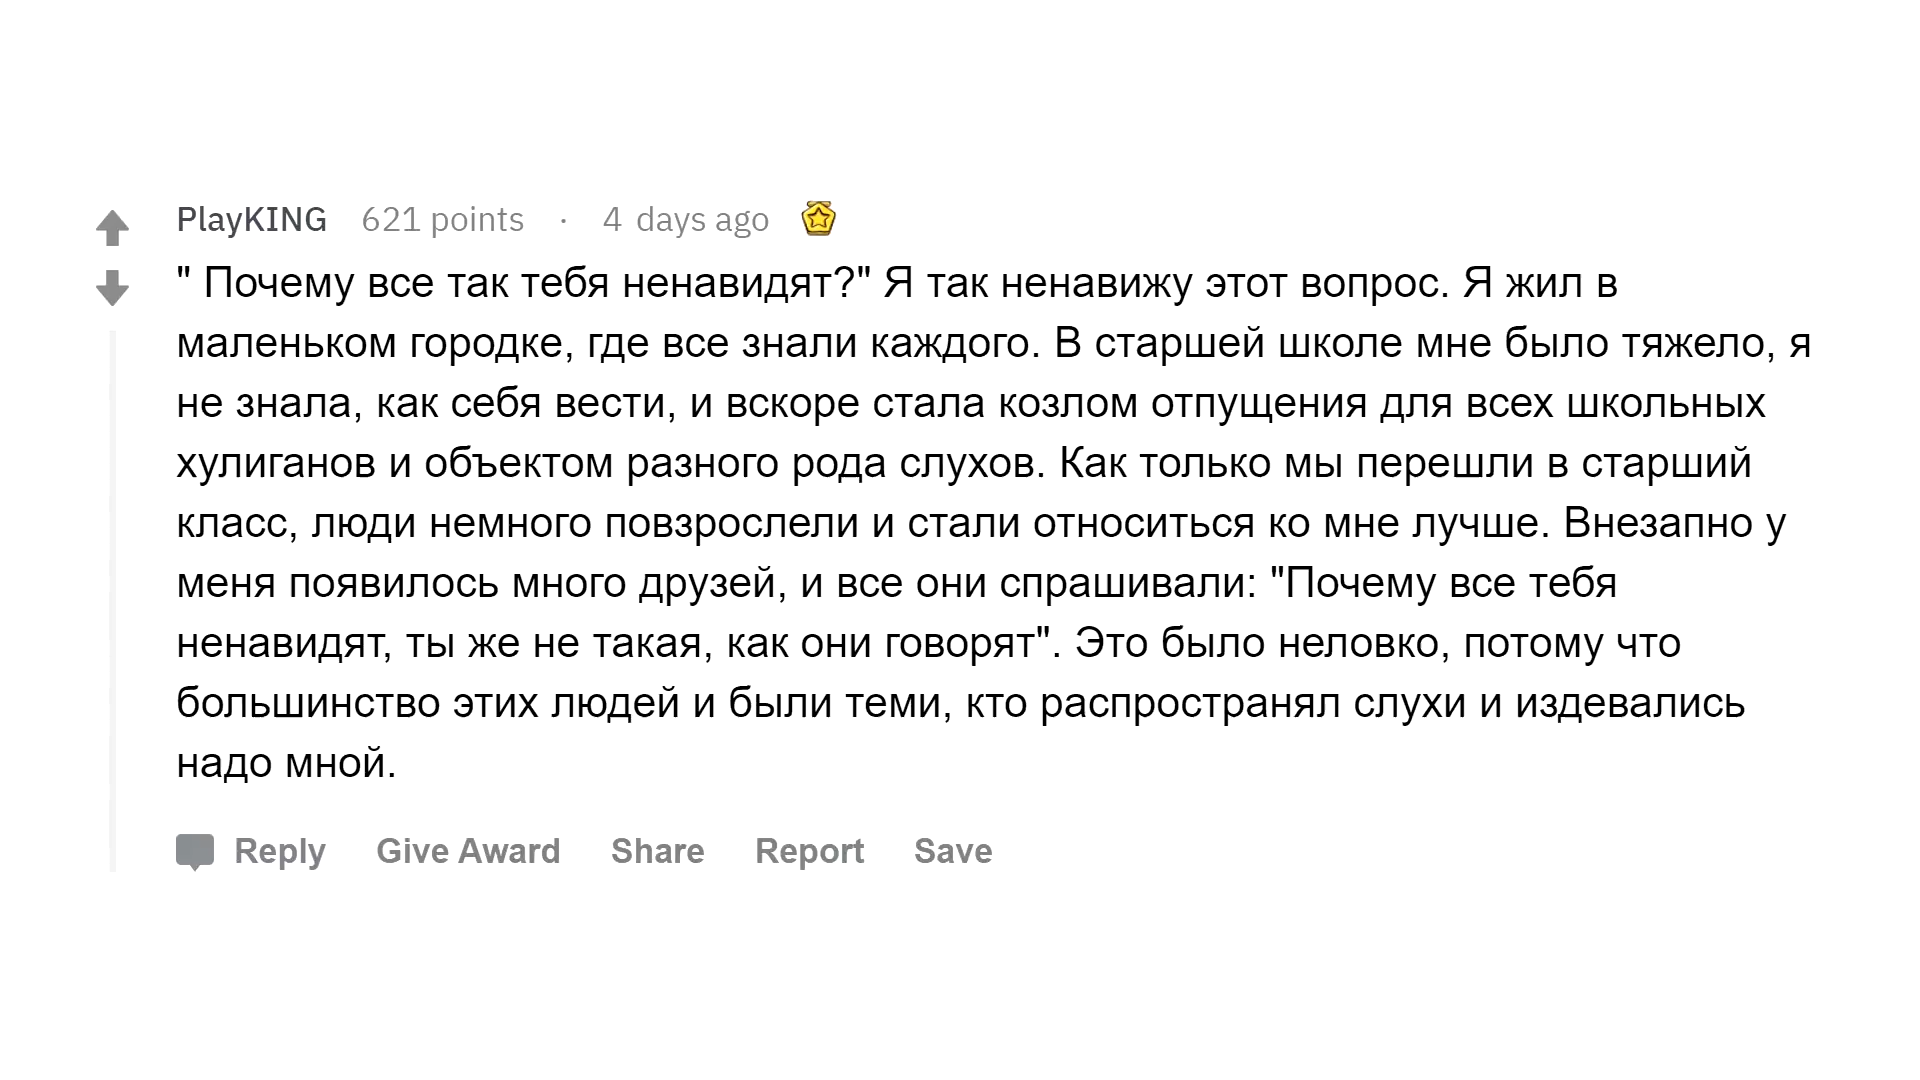 PlayKING 621 points · 4 days ago
" Почему все так тебя ненавидят?" Я так ненавижу этот вопрос. Я жил в
маленьком городке, где все знали каждого. В старшей школе мне было тяжело, я
не знала, как себя вести, и вскоре стала козлом отпущения для всех школьных
хулиганов и объектом разного рода слухов. Как только мы перешли в старший
класс, люди немного повзрослели и стали относиться ко мне лучше. Внезапно у
меня появилось много друзей, и все они спрашивали: "Почему все тебя
ненавидят, ты же не такая, как они говорят". Это было неловко, потому что
большинство этих людей и были теми, кто распространял слухи и издевались
надо мной.
Reply Give Award Share Report Save